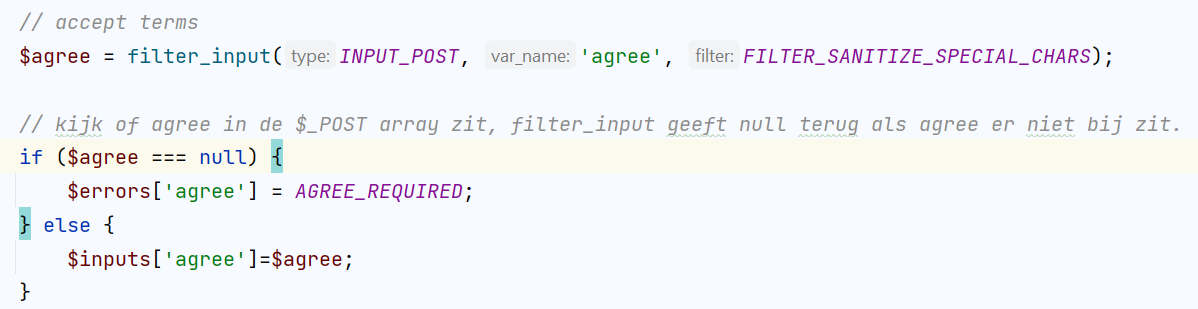 // accept terms
$agree = filter_input( type: INPUT_POST, var_name: 'agree', filter: FILTER_SANITIZE_SPECIAL_CHARS);
// kijk of agree in de $_POST array zit, filter_input geeft null terug als agree er niet bij zit.
if ($agree === null) {
$errors['agree'] = AGREE_REQUIRED;
} else {
$inputs['agree']=$agree;
}